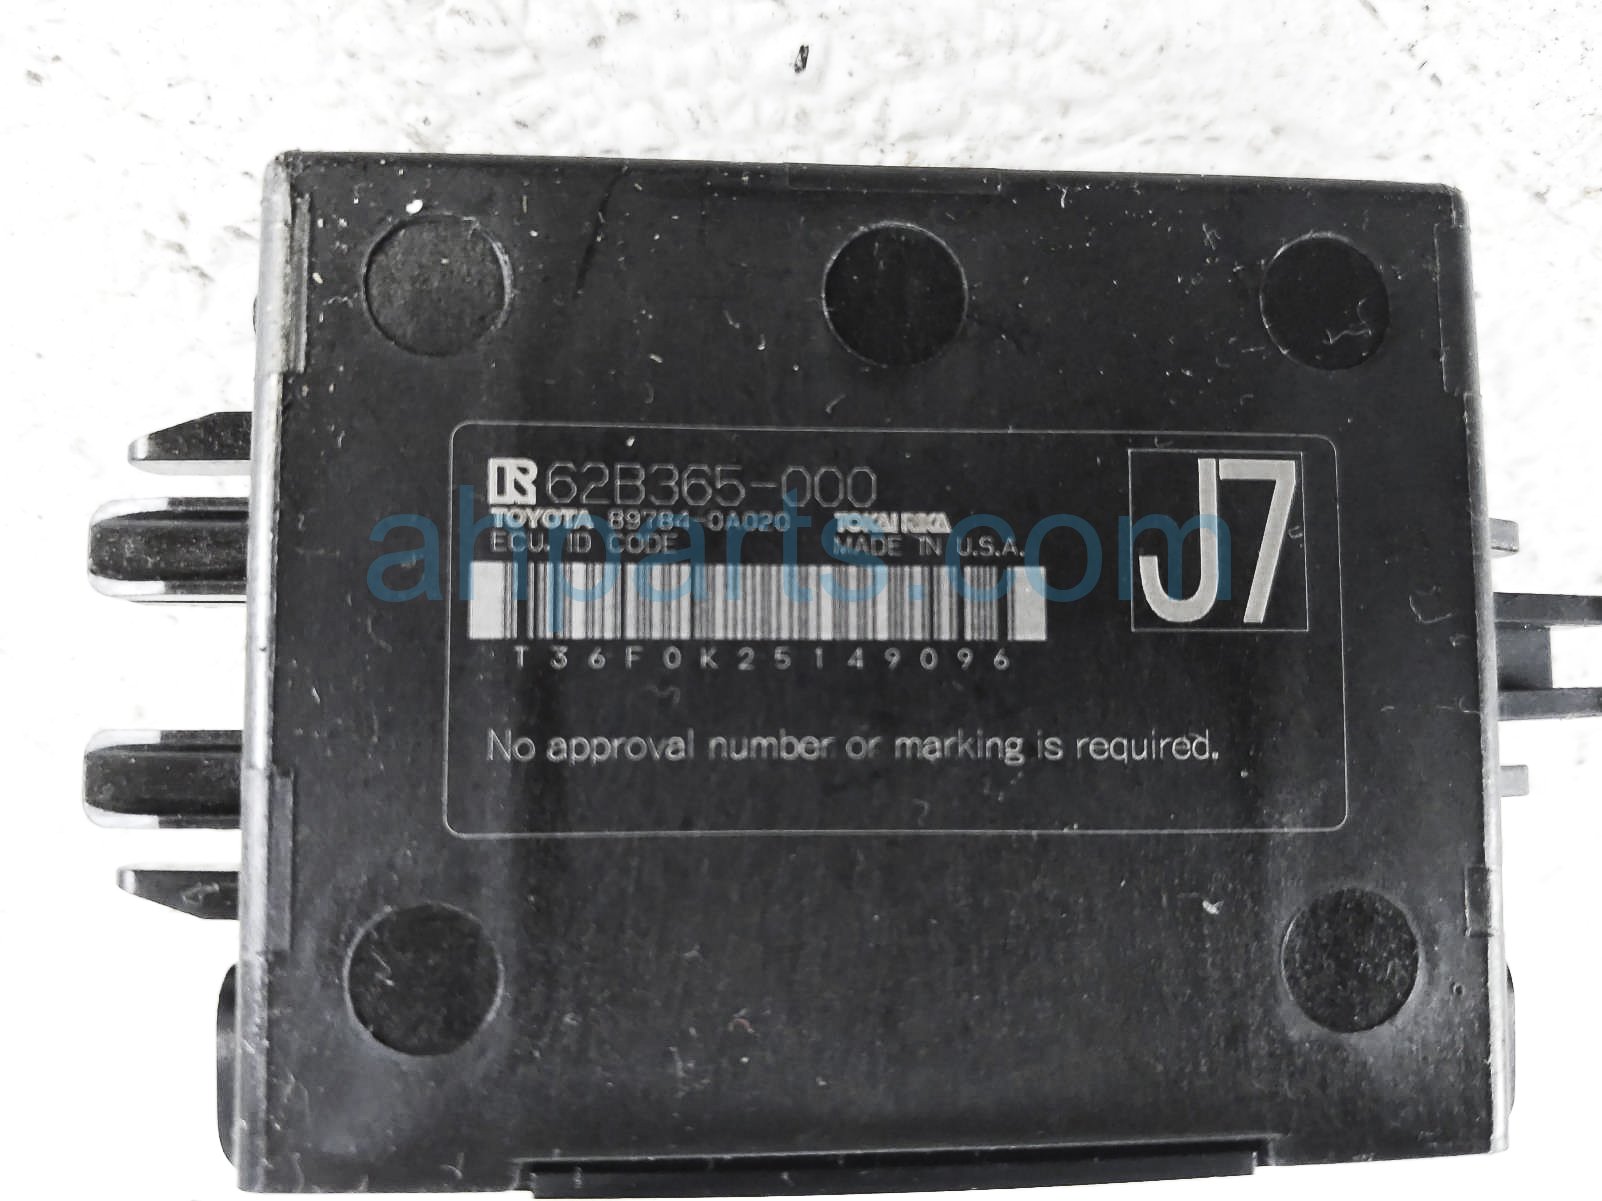 62B365-000
TOYOTA 89784-0A020 TOKAI RIKA
ECU. ID CODE MADE IN U.S.A.
J7
T36F0K25149096
No approval number or marking is required.
ahparts.com